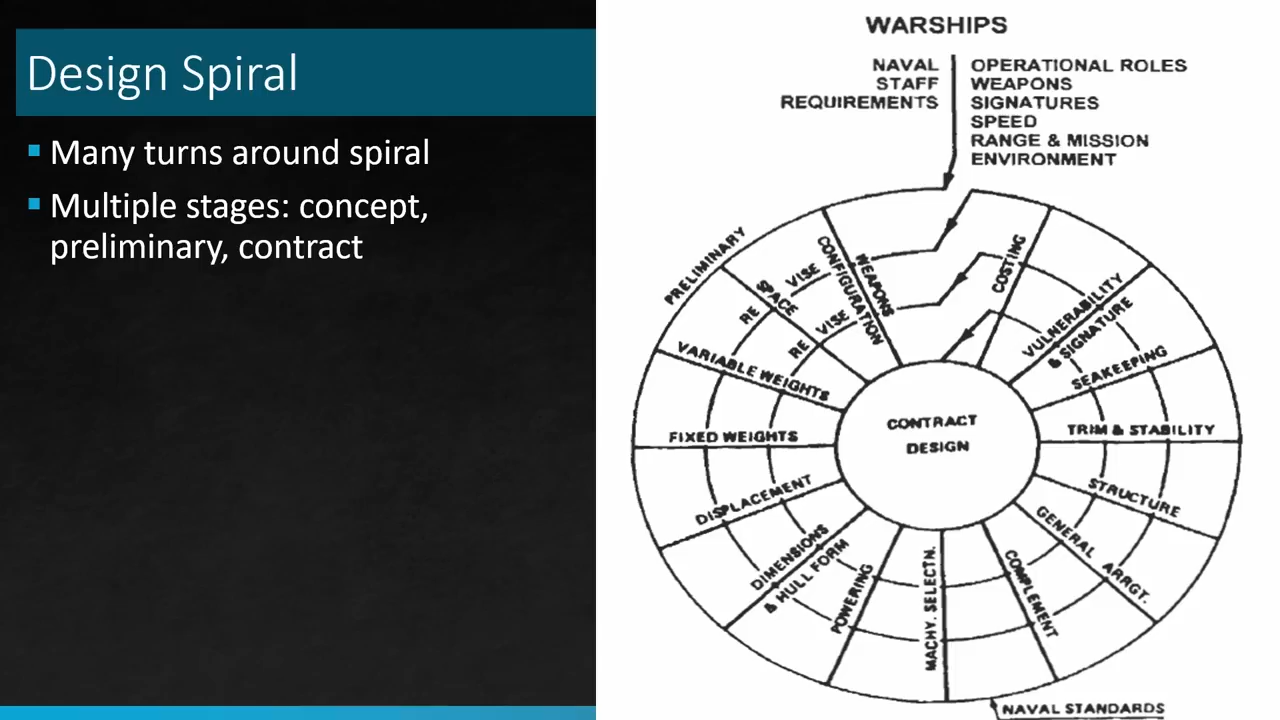 Design Spiral
Many turns around spiral
Multiple stages: concept,
preliminary, contract
WARSHIPS
NAVAL
STAFF
REQUIREMENTS
OPERATIONAL ROLES
WEAPONS
SIGNATURES
SPEED
RANGE & MISSION
ENVIRONMENT
PRELIMINARY
RE VISE
RE VISE
WEAPONS
CONFIGURATION
COSTING
VULNERABILITY
& SIGNATURE
SEAKEEPING
TRIM & STABILITY
STRUCTURE
GENERAL ARRGT.
COMPLEMENT
MACHY. SELECTN.
POWERING
DIMENSIONS
& HULL FORM
DISPLACEMENT
FIXED WEIGHTS
VARIABLE WEIGHTS
SPACE
CONTRACT
DESIGN
NAVAL STANDARDS